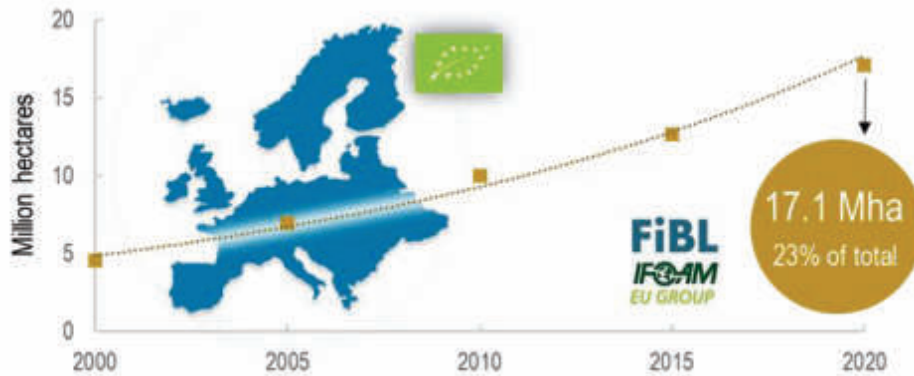 Million hectares
20
15
10
5
0
2000 2005 2010 2015 2020
FiBL
IFOAM
EU GROUP
17.1 Mha
23% of total